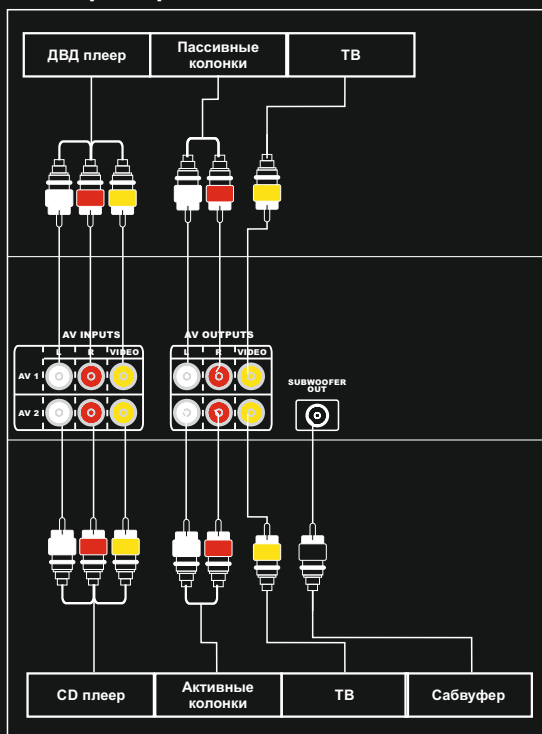 ДВД плеер
Пассивные
колонки
ТВ
AV INPUTS
L R VIDEO
AV 1
AV 2
AV OUTPUTS
L R VIDEO
SUBWOOFER
OUT
CD плеер
Активные
колонки
ТВ
Сабвуфер